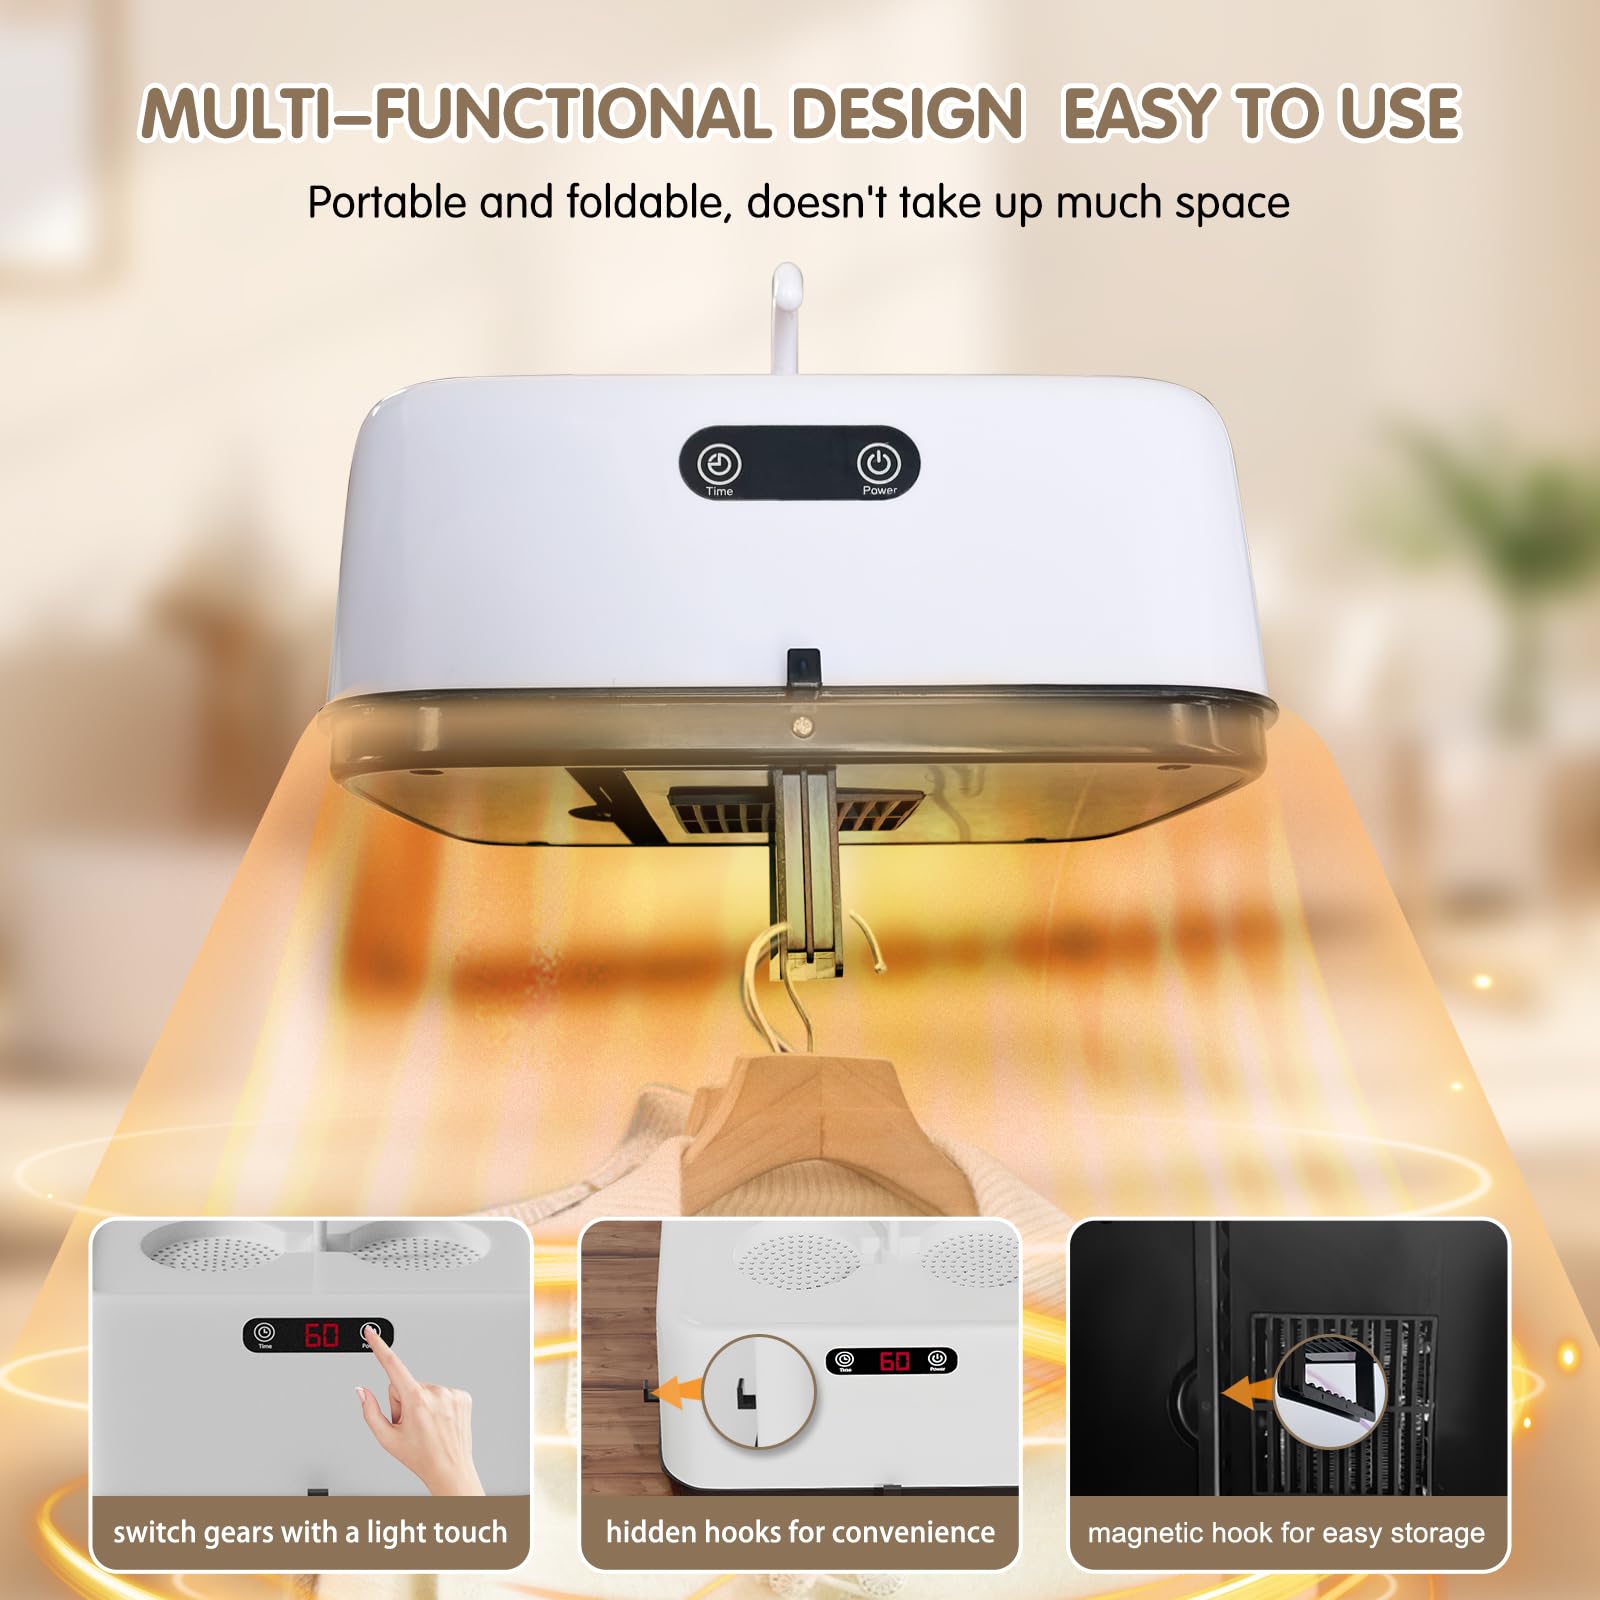 MULTI-FUNCTIONAL DESIGN EASY TO USE
Portable and foldable, doesn't take up much space
Time
Power
Time
60
Time
60
Power
switch gears with a light touch
hidden hooks for convenience
magnetic hook for easy storage